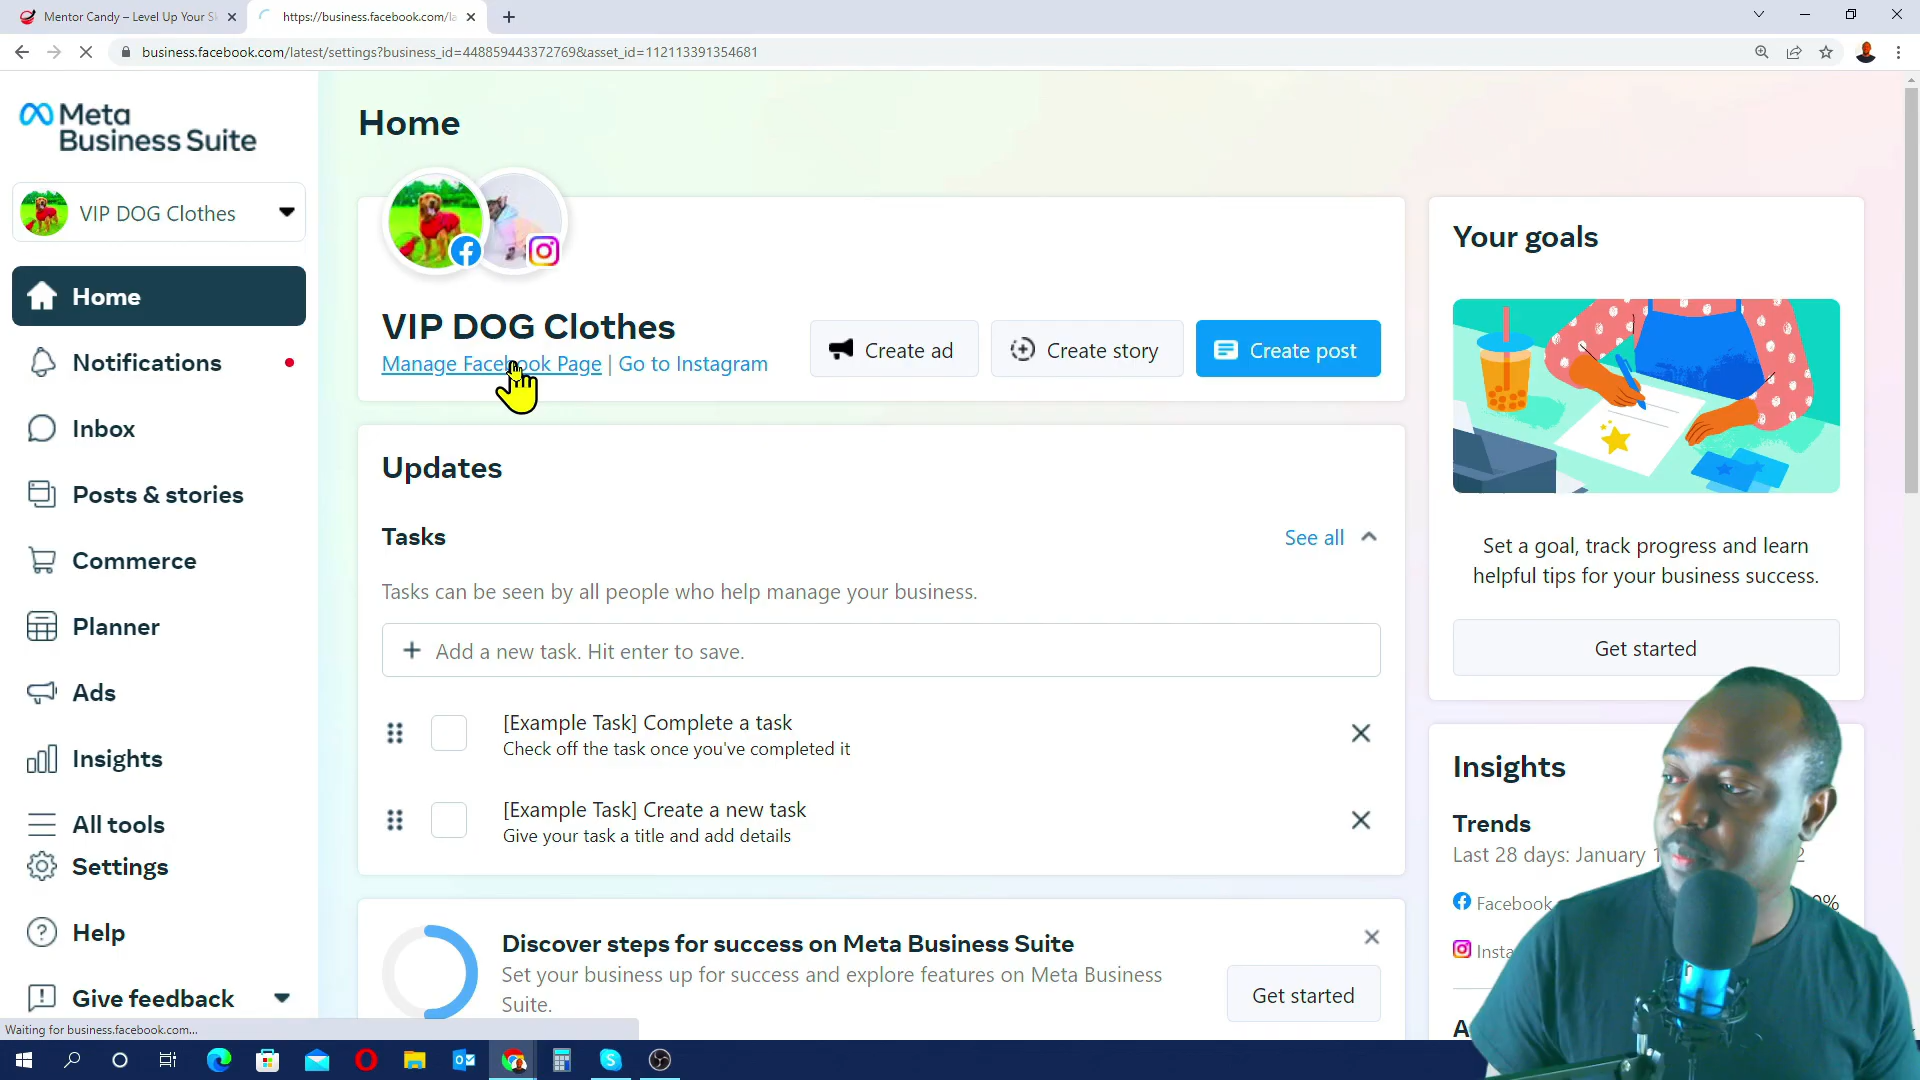 Mentor Candy – Level Up Your Sk
https://business.facebook.com/la
business.facebook.com/latest/settings?business_id=448859443372769&asset_id=112113391354681
Meta
Business Suite
VIP DOG Clothes
Home
Notifications
Inbox
Posts & stories
Commerce
Planner
Ads
Insights
All tools
Settings
Help
Give feedback
Waiting for business.facebook.com...
Home
VIP DOG Clothes
Manage Facebook Page | Go to Instagram
Create ad
Create story
Create post
Updates
Tasks
See all
Tasks can be seen by all people who help manage your business.
Add a new task. Hit enter to save.
[Example Task] Complete a task
Check off the task once you've completed it
[Example Task] Create a new task
Give your task a title and add details
Discover steps for success on Meta Business Suite
Set your business up for success and explore features on Meta Business
Suite.
Get started
Your goals
Set a goal, track progress and learn
helpful tips for your business success.
Get started
Insights
Trends
Last 28 days: January
Facebook